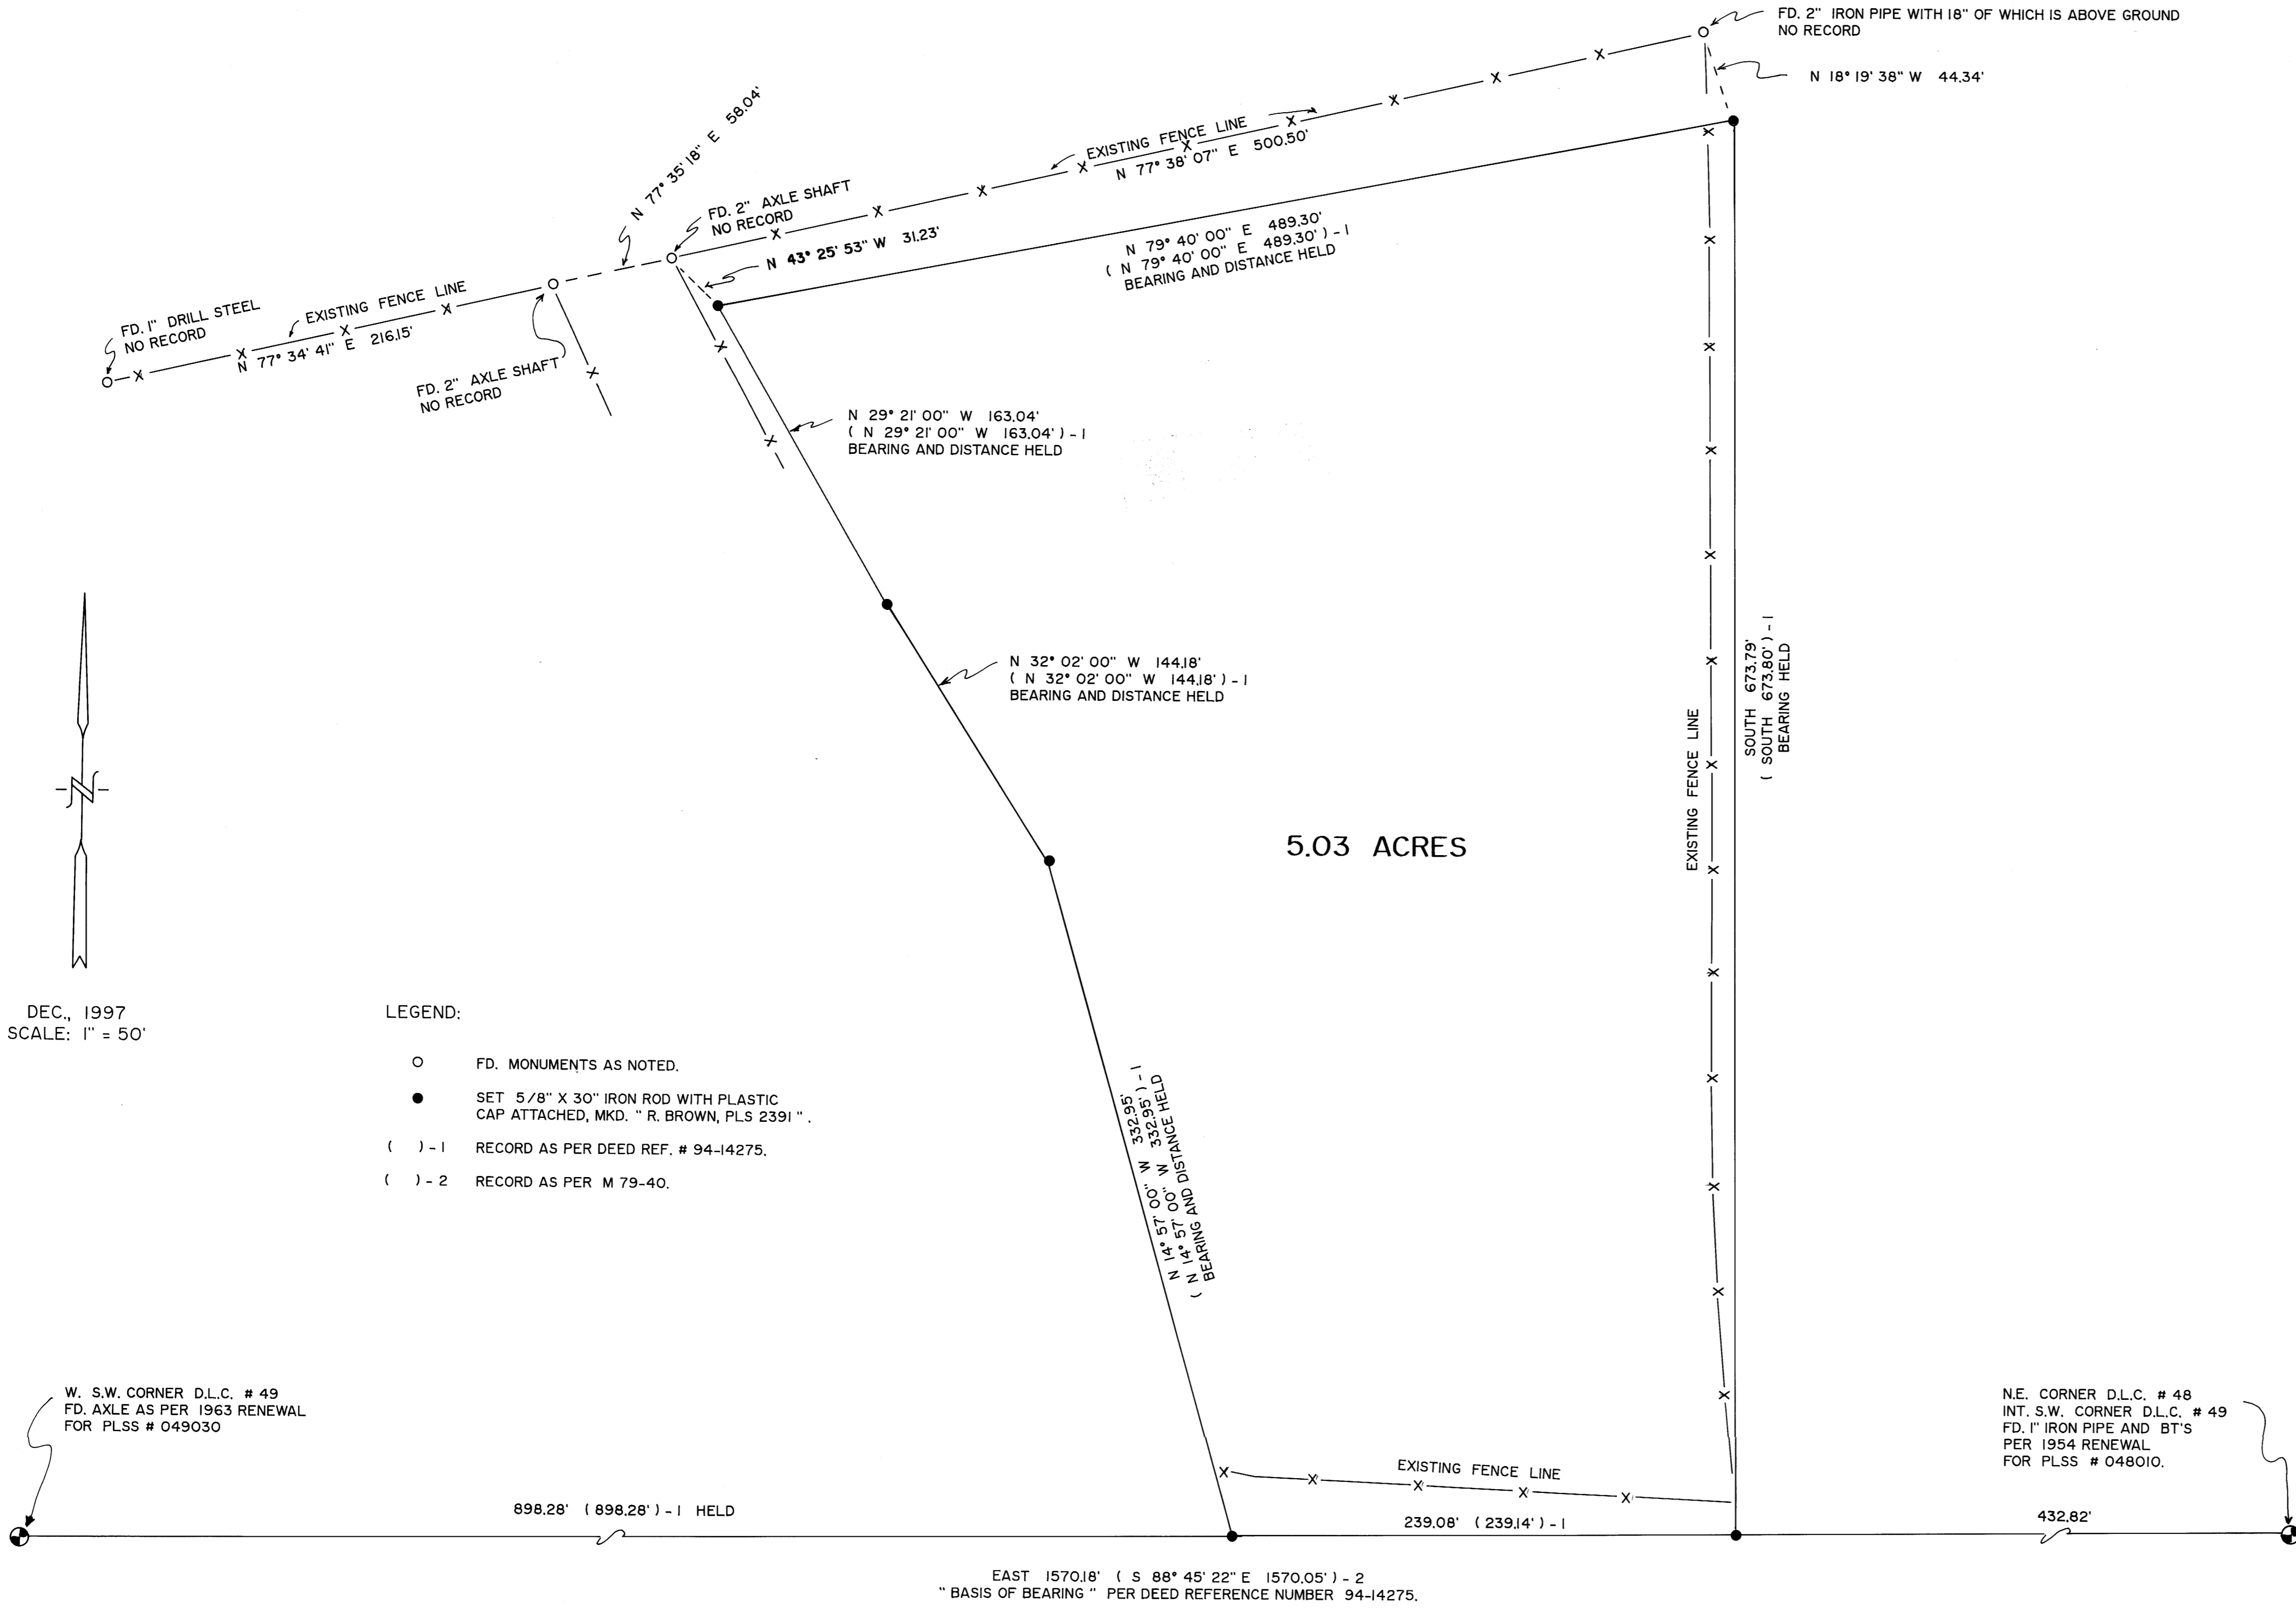 FD. 2" IRON PIPE WITH 18" OF WHICH IS ABOVE GROUND
NO RECORD
N 18° 19' 38" W 44.34'
N 77° 35' 18" E 58.04'
EXISTING FENCE LINE
N 77° 38' 07" E 500.50'
FD. 2" AXLE SHAFT
NO RECORD
N 43° 25' 53" W 31.23'
N 79° 40' 00" E 489.30'
( N 79° 40' 00" E 489.30' ) - 1
BEARING AND DISTANCE HELD
FD. 1" DRILL STEEL
NO RECORD
EXISTING FENCE LINE
N 77° 34' 41" E 216.15'
FD. 2" AXLE SHAFT
NO RECORD
N 29° 21' 00" W 163.04'
( N 29° 21' 00" W 163.04' ) - 1
BEARING AND DISTANCE HELD
N 32° 02' 00" W 144.18'
( N 32° 02' 00" W 144.18' ) - 1
BEARING AND DISTANCE HELD
EXISTING FENCE LINE
SOUTH 673.79'
( SOUTH 673.80' ) - 1
BEARING HELD
5.03 ACRES
N
DEC., 1997
SCALE: 1" = 50'
LEGEND:
FD. MONUMENTS AS NOTED.
SET 5/8" X 30" IRON ROD WITH PLASTIC
CAP ATTACHED, MKD. " R. BROWN, PLS 2391 ".
( ) - 1 RECORD AS PER DEED REF. # 94-14275.
( ) - 2 RECORD AS PER M 79-40.
N 14° 57' 00" W 332.95'
( N 14° 57' 00" W 332.95' ) - 1
BEARING AND DISTANCE HELD
W. S.W. CORNER D.L.C. # 49
FD. AXLE AS PER 1963 RENEWAL
FOR PLSS # 049030
N.E. CORNER D.L.C. # 48
INT. S.W. CORNER D.L.C. # 49
FD. 1" IRON PIPE AND BT'S
PER 1954 RENEWAL
FOR PLSS # 048010.
EXISTING FENCE LINE
898.28' ( 898.28' ) - 1 HELD
239.08' ( 239.14' ) - 1
432.82'
EAST 1570.18' ( S 88° 45' 22" E 1570.05' ) - 2
" BASIS OF BEARING " PER DEED REFERENCE NUMBER 94-14275.